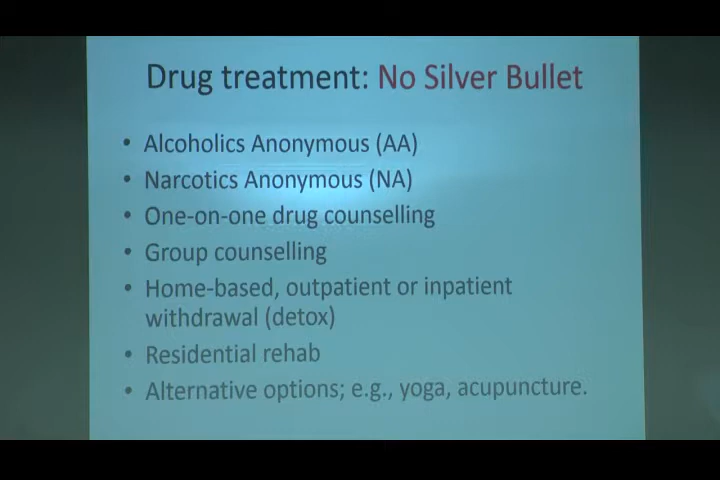 Drug treatment: No Silver Bullet
• Alcoholics Anonymous (AA)
• Narcotics Anonymous (NA)
• One-on-one drug counselling
• Group counselling
• Home-based, outpatient or inpatient
withdrawal (detox)
• Residential rehab
• Alternative options; e.g., yoga, acupuncture.